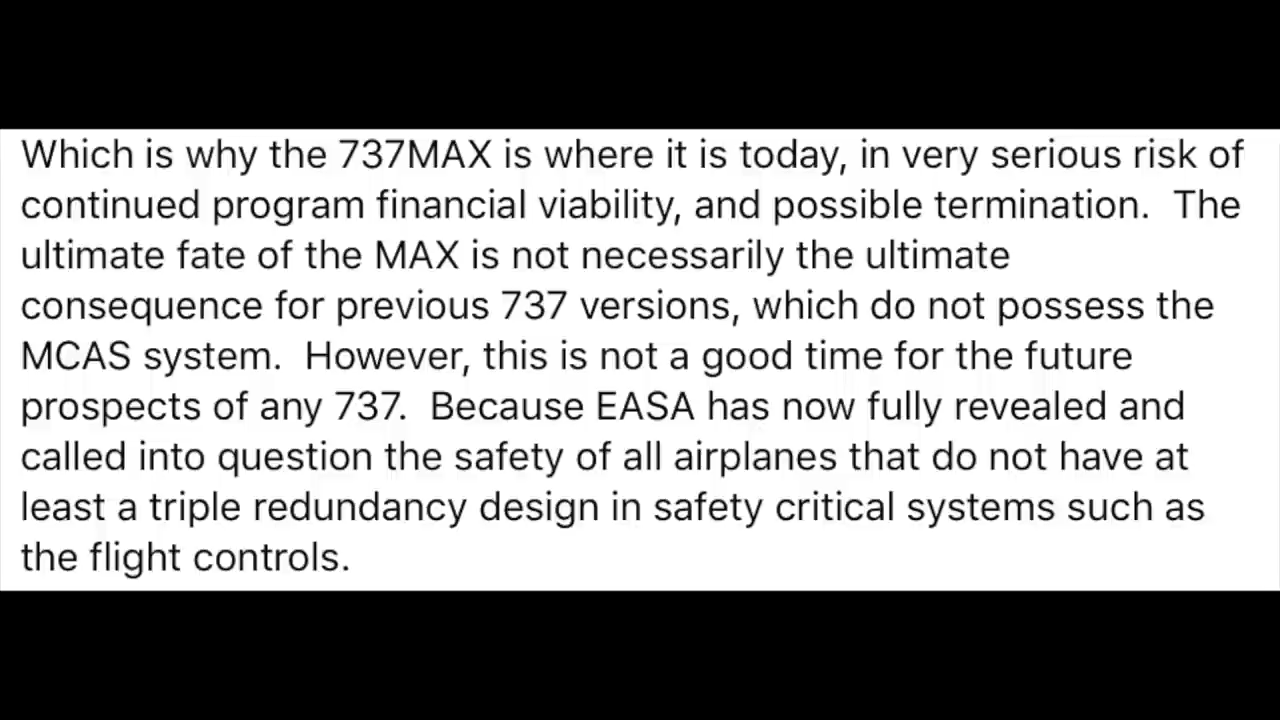 Which is why the 737MAX is where it is today, in very serious risk of
continued program financial viability, and possible termination.  The
ultimate fate of the MAX is not necessarily the ultimate
consequence for previous 737 versions, which do not possess the
MCAS system.  However, this is not a good time for the future
prospects of any 737.  Because EASA has now fully revealed and
called into question the safety of all airplanes that do not have at
least a triple redundancy design in safety critical systems such as
the flight controls.